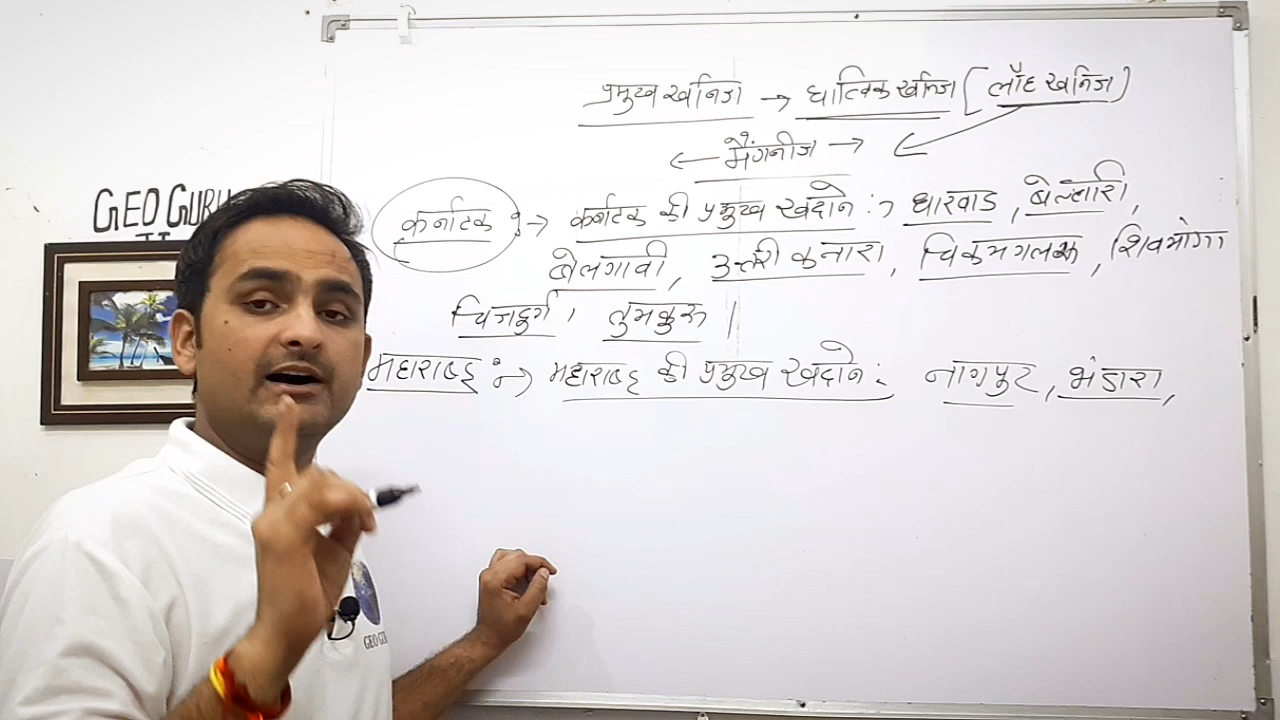 प्रमुख खनिज → धात्विक खनिज (लौह खनिज)
← मैंगनीज →
GEO GURU
कर्नाटक :→ कर्नाटक की प्रमुख खदाने :→ धारवाड, बेल्लारी,
बेलगावी, उत्तरी कनारा, चिकमगलूरू, शिवमोगा
चित्रदुर्ग, तुमकुरू |
महाराष्ट्र :→ महाराष्ट्र की प्रमुख खदाने : नागपुर, भंडारा,
GEO